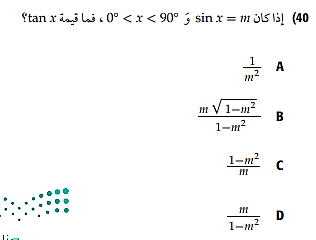 40) إذا كان sin x = m و 0° < x < 90° ، فما قيمة tan x؟
A 1/m²
B m√(1−m²) / (1−m²)
C (1−m²)/m
D m/(1−m²)